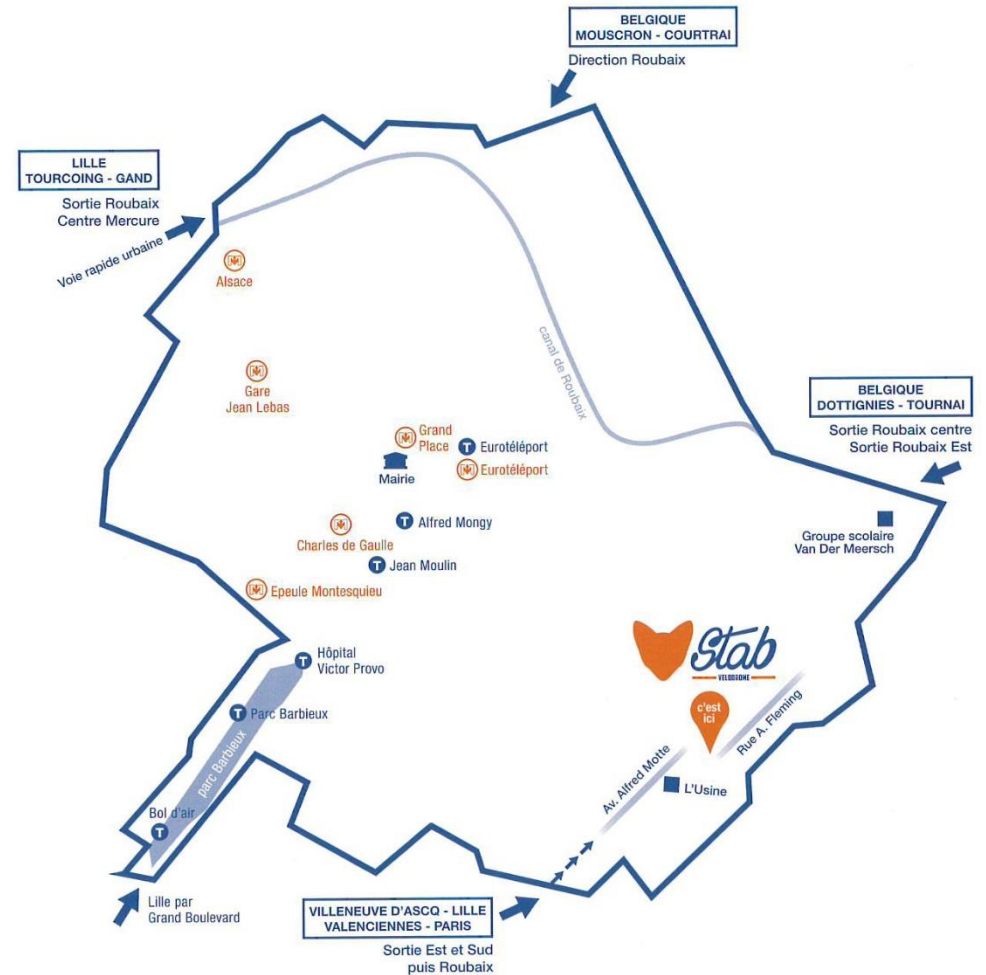 BELGIQUE
MOUSCRON - COURTRAI
Direction Roubaix
LILLE
TOURCOING - GAND
Sortie Roubaix
Centre Mercure
Voie rapide urbaine
Alsace
canal de Roubaix
Gare
Jean Lebas
BELGIQUE
DOTTIGNIES - TOURNAI
Sortie Roubaix centre
Sortie Roubaix Est
Grand
Place
T Eurotéléport
Eurotéléport
Mairie
T Alfred Mongy
Charles de Gaulle
T Jean Moulin
Groupe scolaire
Van Der Meersch
Epeule Montesquieu
Stab
VELODROME
c'est
ici
Rue A. Fleming
Av. Alfred Motte
L'Usine
T Hôpital
Victor Provo
T Parc Barbieux
parc Barbieux
Bol d'air
T
Lille par
Grand Boulevard
VILLENEUVE D'ASCQ - LILLE
VALENCIENNES - PARIS
Sortie Est et Sud
puis Roubaix